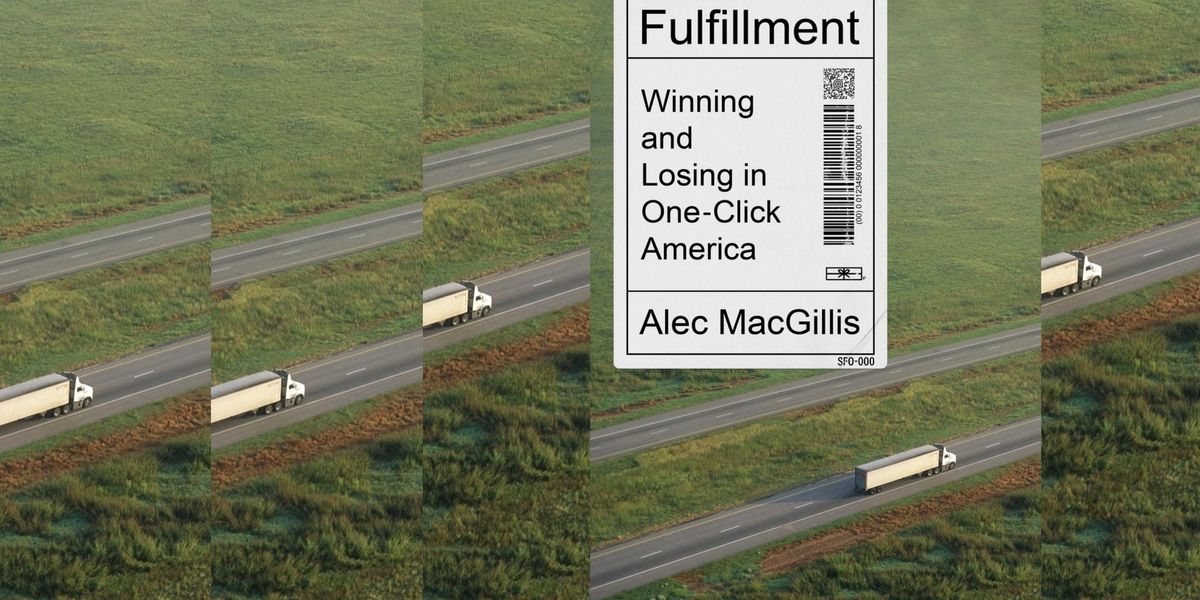 Fulfillment
Winning
and
Losing in
One-Click
America
(00) 0 0123456 000000001 8
Alec MacGillis
SFO-000